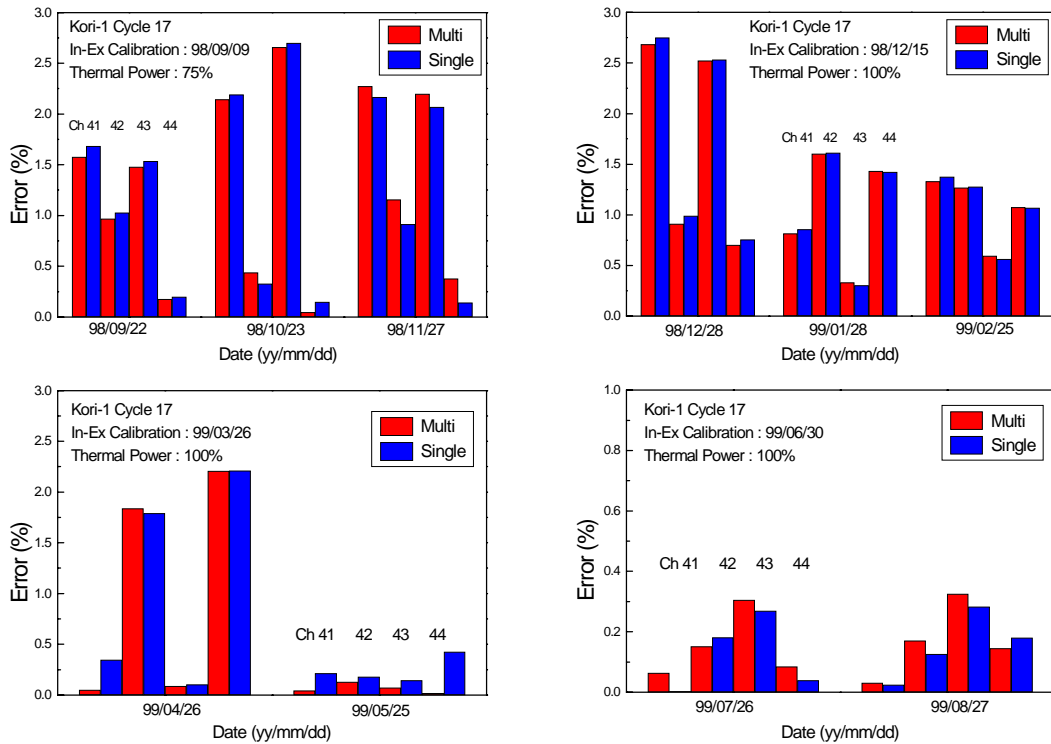 3.0
2.5
2.0
1.5
1.0
0.5
0.0
Error (%)
Kori-1 Cycle 17
In-Ex Calibration : 98/09/09
Thermal Power : 75%
Multi
Single
Ch 41 42 43 44
98/09/22 98/10/23 98/11/27
Date (yy/mm/dd)
3.0
2.5
2.0
1.5
1.0
0.5
0.0
Error (%)
Kori-1 Cycle 17
In-Ex Calibration : 98/12/15
Thermal Power : 100%
Multi
Single
Ch 41 42 43 44
98/12/28 99/01/28 99/02/25
Date (yy/mm/dd)
3.0
2.5
2.0
1.5
1.0
0.5
0.0
Error (%)
Kori-1 Cycle 17
In-Ex Calibration : 99/03/26
Thermal Power : 100%
Multi
Single
Ch 41 42 43 44
99/04/26 99/05/25
Date (yy/mm/dd)
1.0
0.8
0.6
0.4
0.2
0.0
Error (%)
Kori-1 Cycle 17
In-Ex Calibration : 99/06/30
Thermal Power : 100%
Multi
Single
Ch 41 42 43 44
99/07/26 99/08/27
Date (yy/mm/dd)